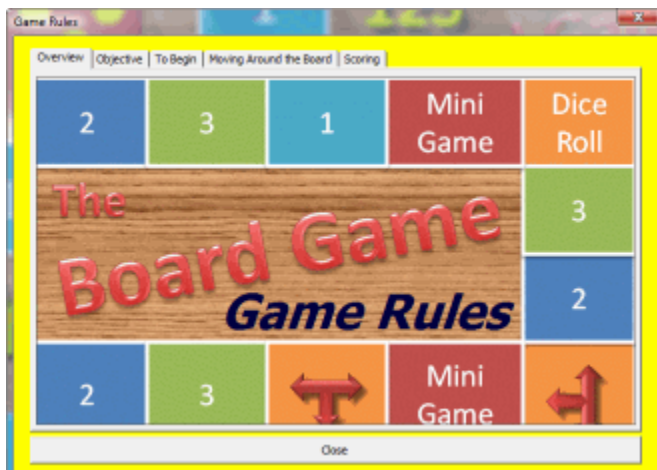 Game Rules
Overview Objective To Begin Moving Around the Board Scoring
2 3 1 Mini Game Dice Roll
The
Board Game
Game Rules
3
2
2 3 Mini Game
Close